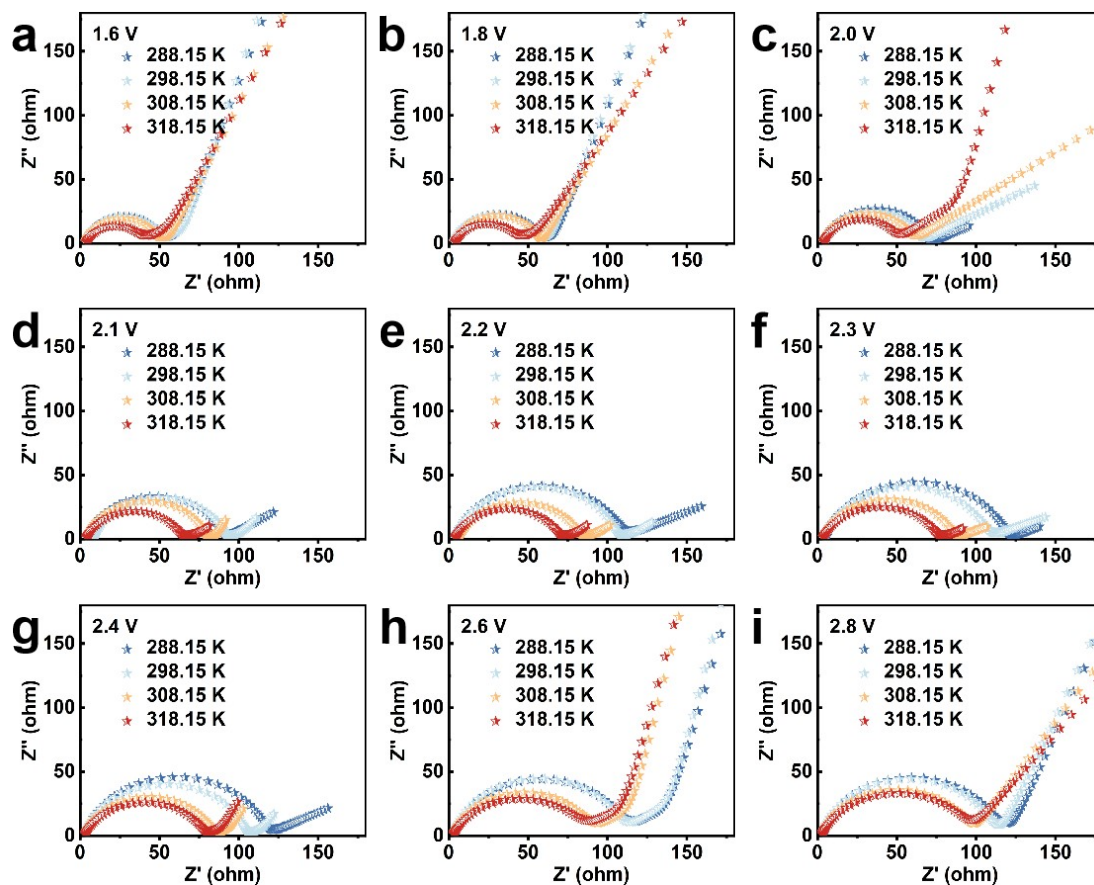 a
1.6 V
288.15 K
298.15 K
308.15 K
318.15 K
Z'' (ohm)
150
100
50
0
0 50 100 150
Z' (ohm)
b
1.8 V
288.15 K
298.15 K
308.15 K
318.15 K
Z'' (ohm)
150
100
50
0
0 50 100 150
Z' (ohm)
c
2.0 V
288.15 K
298.15 K
308.15 K
318.15 K
Z'' (ohm)
150
100
50
0
0 50 100 150
Z' (ohm)
d
2.1 V
288.15 K
298.15 K
308.15 K
318.15 K
Z'' (ohm)
150
100
50
0
0 50 100 150
Z' (ohm)
e
2.2 V
288.15 K
298.15 K
308.15 K
318.15 K
Z'' (ohm)
150
100
50
0
0 50 100 150
Z' (ohm)
f
2.3 V
288.15 K
298.15 K
308.15 K
318.15 K
Z'' (ohm)
150
100
50
0
0 50 100 150
Z' (ohm)
g
2.4 V
288.15 K
298.15 K
308.15 K
318.15 K
Z'' (ohm)
150
100
50
0
0 50 100 150
Z' (ohm)
h
2.6 V
288.15 K
298.15 K
308.15 K
318.15 K
Z'' (ohm)
150
100
50
0
0 50 100 150
Z' (ohm)
i
2.8 V
288.15 K
298.15 K
308.15 K
318.15 K
Z'' (ohm)
150
100
50
0
0 50 100 150
Z' (ohm)